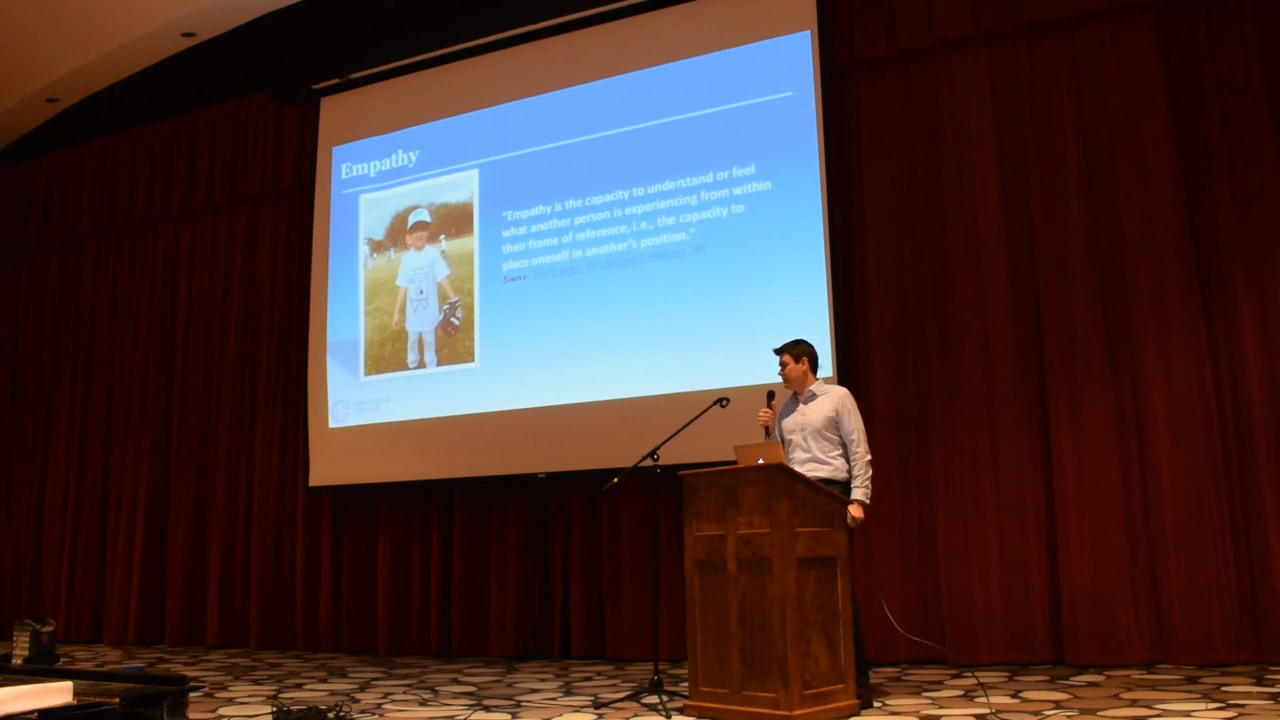 Empathy
“Empathy is the capacity to understand or feel
what another person is experiencing from within
their frame of reference, i.e., the capacity to
place oneself in another's position.”
Source: